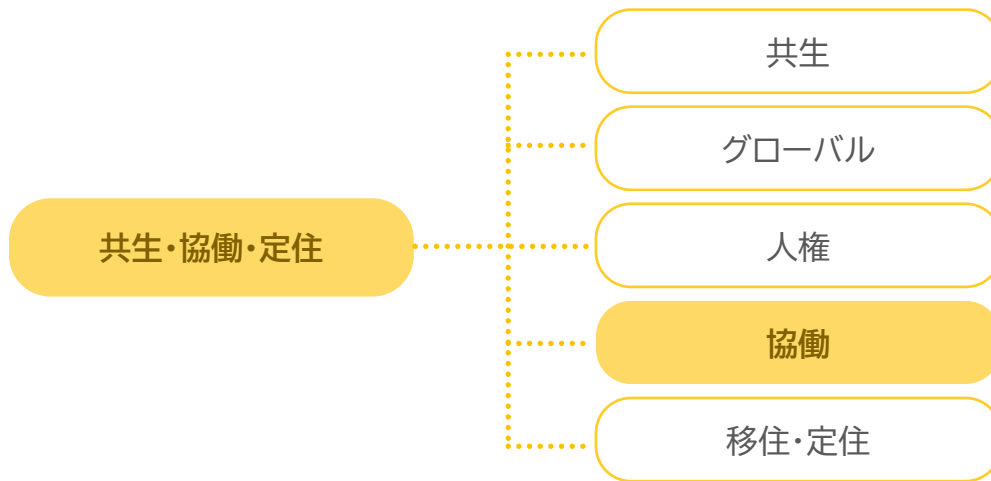 共生・協働・定住
共生
グローバル
人権
協働
移住・定住